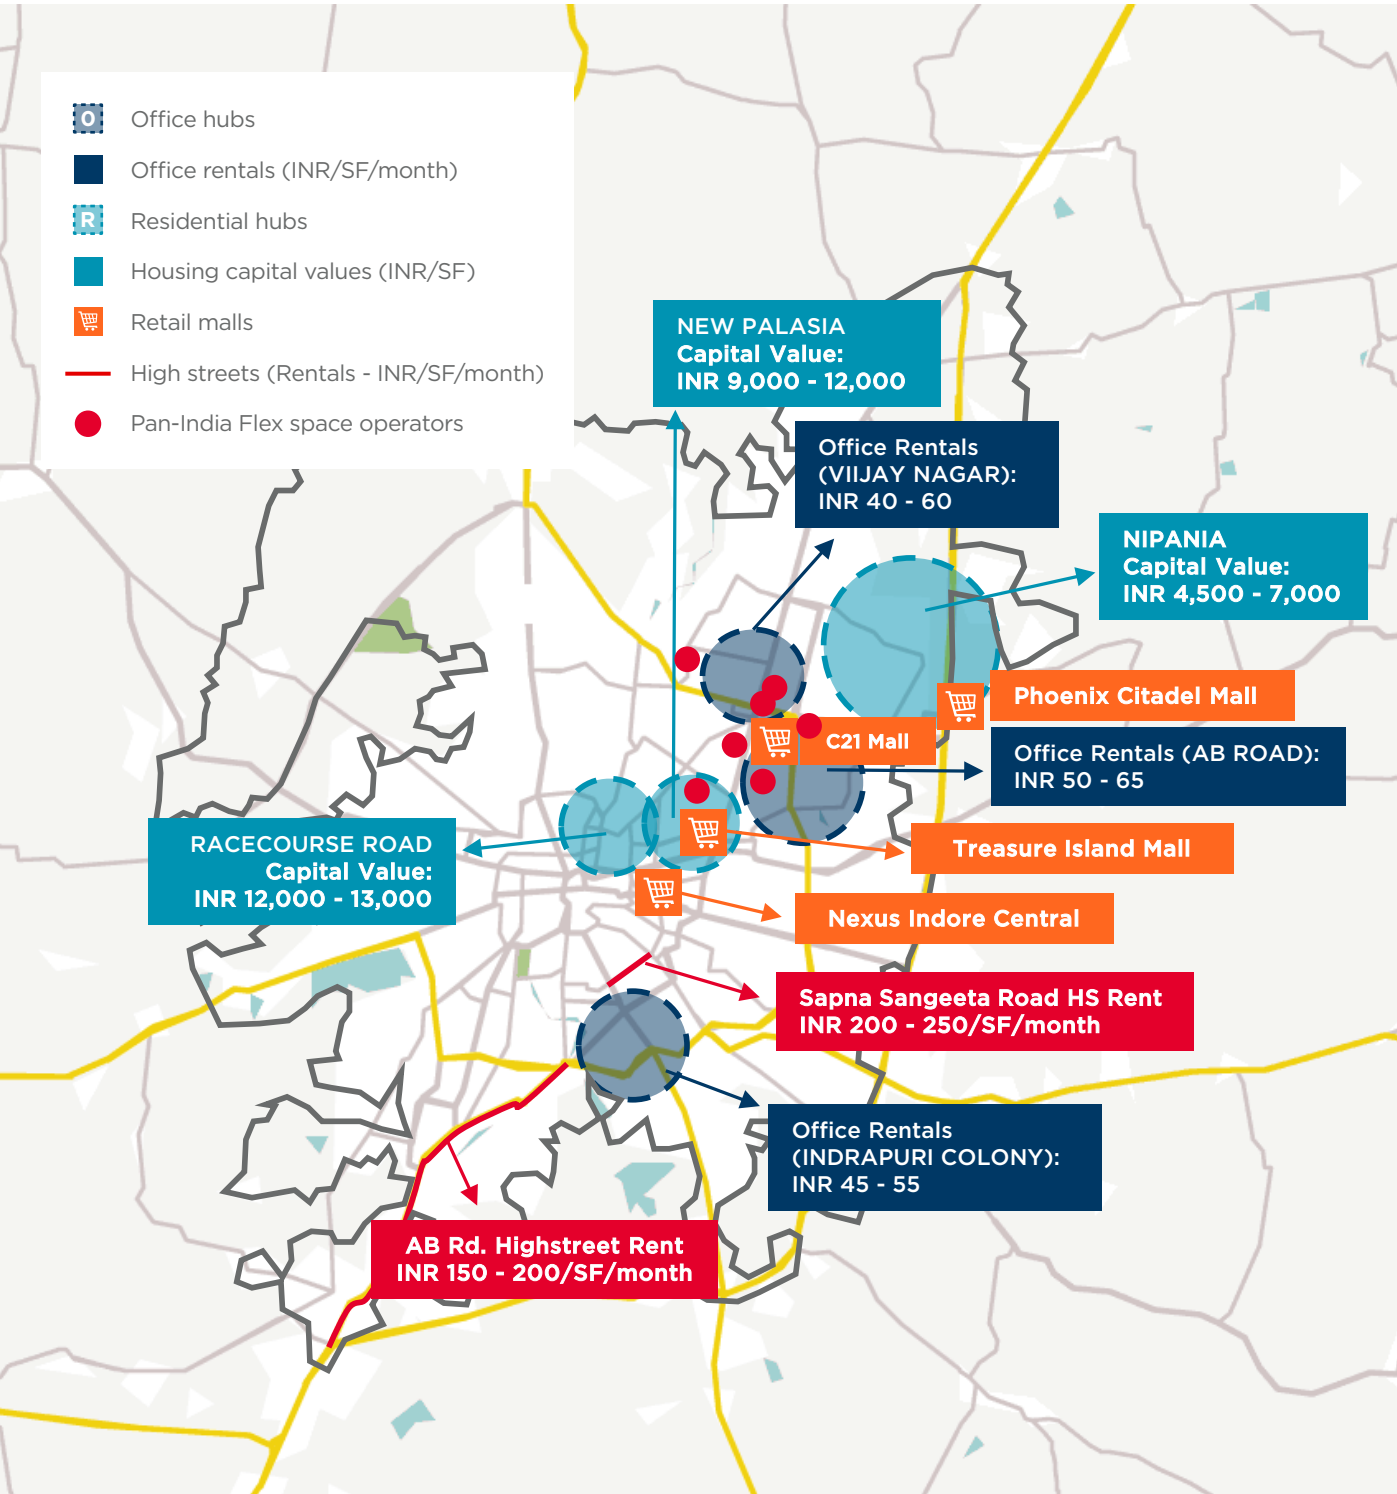 O
Office hubs
Office rentals (INR/SF/month)
R
Residential hubs
Housing capital values (INR/SF)
Retail malls
High streets (Rentals - INR/SF/month)
Pan-India Flex space operators
NEW PALASIA
Capital Value:
INR 9,000 - 12,000
Office Rentals
(VIIJAY NAGAR):
INR 40 - 60
NIPANIA
Capital Value:
INR 4,500 - 7,000
Phoenix Citadel Mall
C21 Mall
Office Rentals (AB ROAD):
INR 50 - 65
RACECOURSE ROAD
Capital Value:
INR 12,000 - 13,000
Treasure Island Mall
Nexus Indore Central
Sapna Sangeeta Road HS Rent
INR 200 - 250/SF/month
Office Rentals
(INDRAPURI COLONY):
INR 45 - 55
AB Rd. Highstreet Rent
INR 150 - 200/SF/month